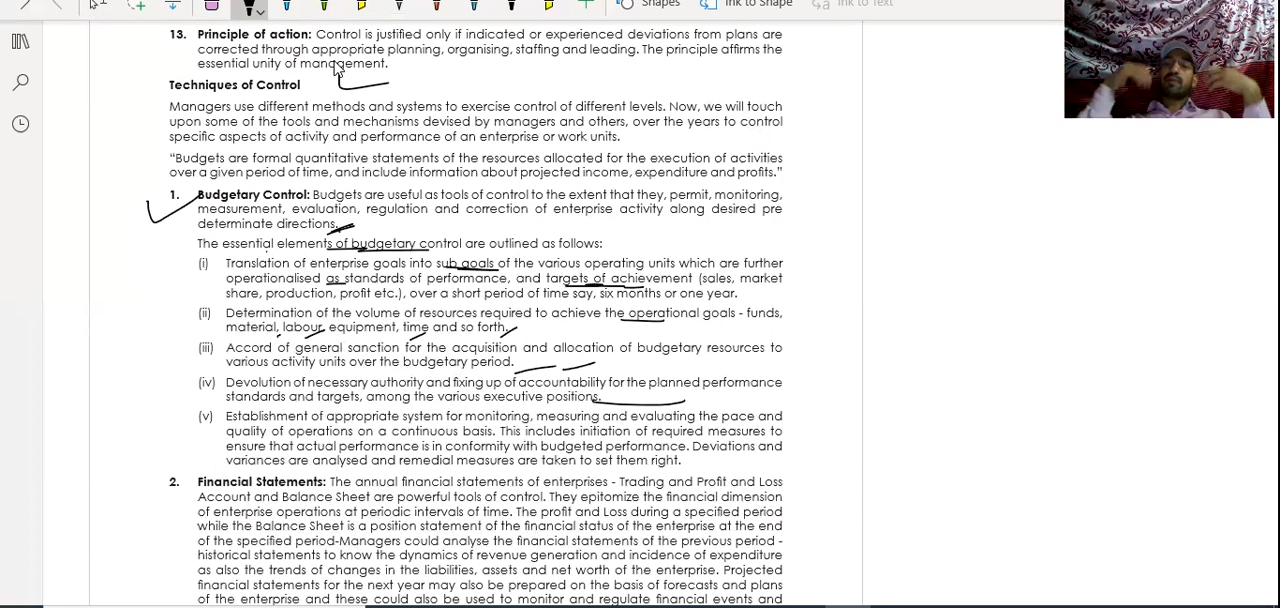 Shapes
Ink to Shape
Ink to Text
13. Principle of action: Control is justified only if indicated or experienced deviations from plans are
corrected through appropriate planning, organising, staffing and leading. The principle affirms the
essential unity of management.
Techniques of Control
Managers use different methods and systems to exercise control of different levels. Now, we will touch
upon some of the tools and mechanisms devised by managers and others, over the years to control
specific aspects of activity and performance of an enterprise or work units.
“Budgets are formal quantitative statements of the resources allocated for the execution of activities
over a given period of time, and include information about projected income, expenditure and profits.”
1. Budgetary Control: Budgets are useful as tools of control to the extent that they, permit, monitoring,
measurement, evaluation, regulation and correction of enterprise activity along desired pre
determinate directions.
The essential elements of budgetary control are outlined as follows:
(i) Translation of enterprise goals into sub goals of the various operating units which are further
operationalised as standards of performance, and targets of achievement (sales, market
share, production, profit etc.), over a short period of time say, six months or one year.
(ii) Determination of the volume of resources required to achieve the operational goals - funds,
material, labour, equipment, time and so forth.
(iii) Accord of general sanction for the acquisition and allocation of budgetary resources to
various activity units over the budgetary period.
(iv) Devolution of necessary authority and fixing up of accountability for the planned performance
standards and targets, among the various executive positions.
(v) Establishment of appropriate system for monitoring, measuring and evaluating the pace and
quality of operations on a continuous basis. This includes initiation of required measures to
ensure that actual performance is in conformity with budgeted performance. Deviations and
variances are analysed and remedial measures are taken to set them right.
2. Financial Statements: The annual financial statements of enterprises - Trading and Profit and Loss
Account and Balance Sheet are powerful tools of control. They epitomize the financial dimension
of enterprise operations at periodic intervals of time. The profit and Loss during a specified period
while the Balance Sheet is a position statement of the financial status of the enterprise at the end
of the specified period-Managers could analyse the financial statements of the previous period -
historical statements to know the dynamics of revenue generation and incidence of expenditure
as also the trends of changes in the liabilities, assets and net worth of the enterprise. Projected
financial statements for the next year may also be prepared on the basis of forecasts and plans
of the enterprise and these could also be used to monitor and regulate financial events and